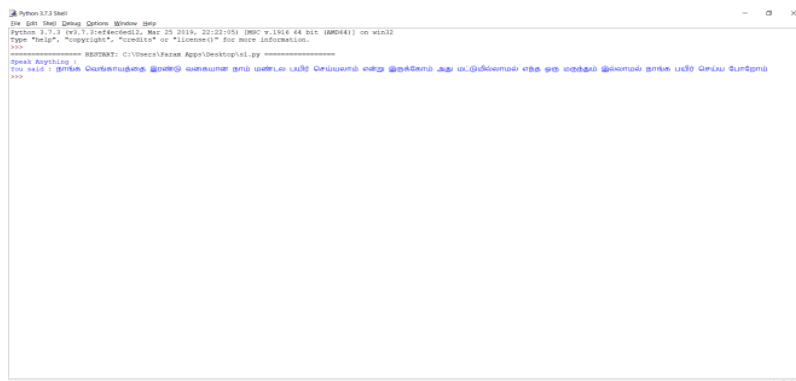 Python 3.7.3 Shell
File Edit Shell Debug Options Window Help
Python 3.7.3 (v3.7.3:ef4ec6ed12, Mar 25 2019, 22:22:05) [MSC v.1916 64 bit (AMD64)] on win32
Type "help", "copyright", "credits" or "license()" for more information.
>>>
================= RESTART: C:\Users\Param Apps\Desktop\s1.py =================
Speak Anything :
You said : நாங்க வெங்காயத்தை இரண்டு வகையான நாம் மண்டல பயிர் செய்யலாம் என்று இருக்கோம் அது மட்டுமில்லாமல் எந்த ஒரு மருந்தும் இல்லாமல் நாங்க பயிர் செய்ய போறோம்
>>>